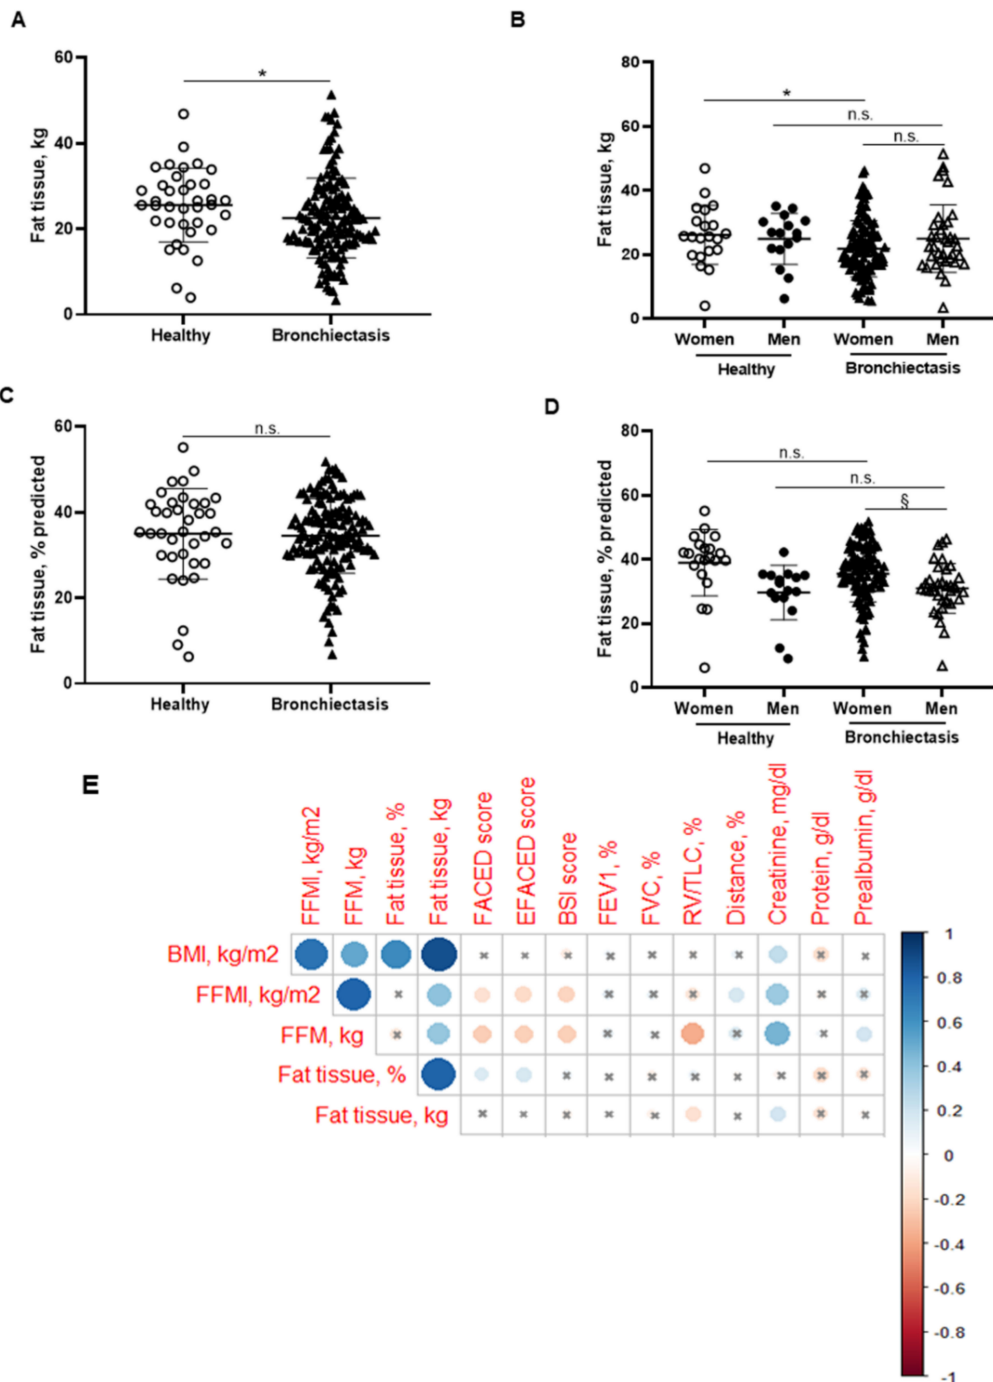 A
Fat tissue, kg
60
40
20
0
*
Healthy
Bronchiectasis
B
Fat tissue, kg
80
60
40
20
0
*
n.s.
n.s.
Women
Men
Women
Men
Healthy
Bronchiectasis
C
Fat tissue, % predicted
60
40
20
0
n.s.
Healthy
Bronchiectasis
D
Fat tissue, % predicted
80
60
40
20
0
n.s.
n.s.
§
Women
Men
Women
Men
Healthy
Bronchiectasis
E
FFMI, kg/m2
FFM, kg
Fat tissue, %
Fat tissue, kg
FACED score
EFACED score
BSI score
FEV1, %
FVC, %
RV/TLC, %
Distance, %
Creatinine, mg/dl
Protein, g/dl
Prealbumin, g/dl
BMI, kg/m2
FFMI, kg/m2
FFM, kg
Fat tissue, %
Fat tissue, kg
1
0.8
0.6
0.4
0.2
0
-0.2
-0.4
-0.6
-0.8
-1